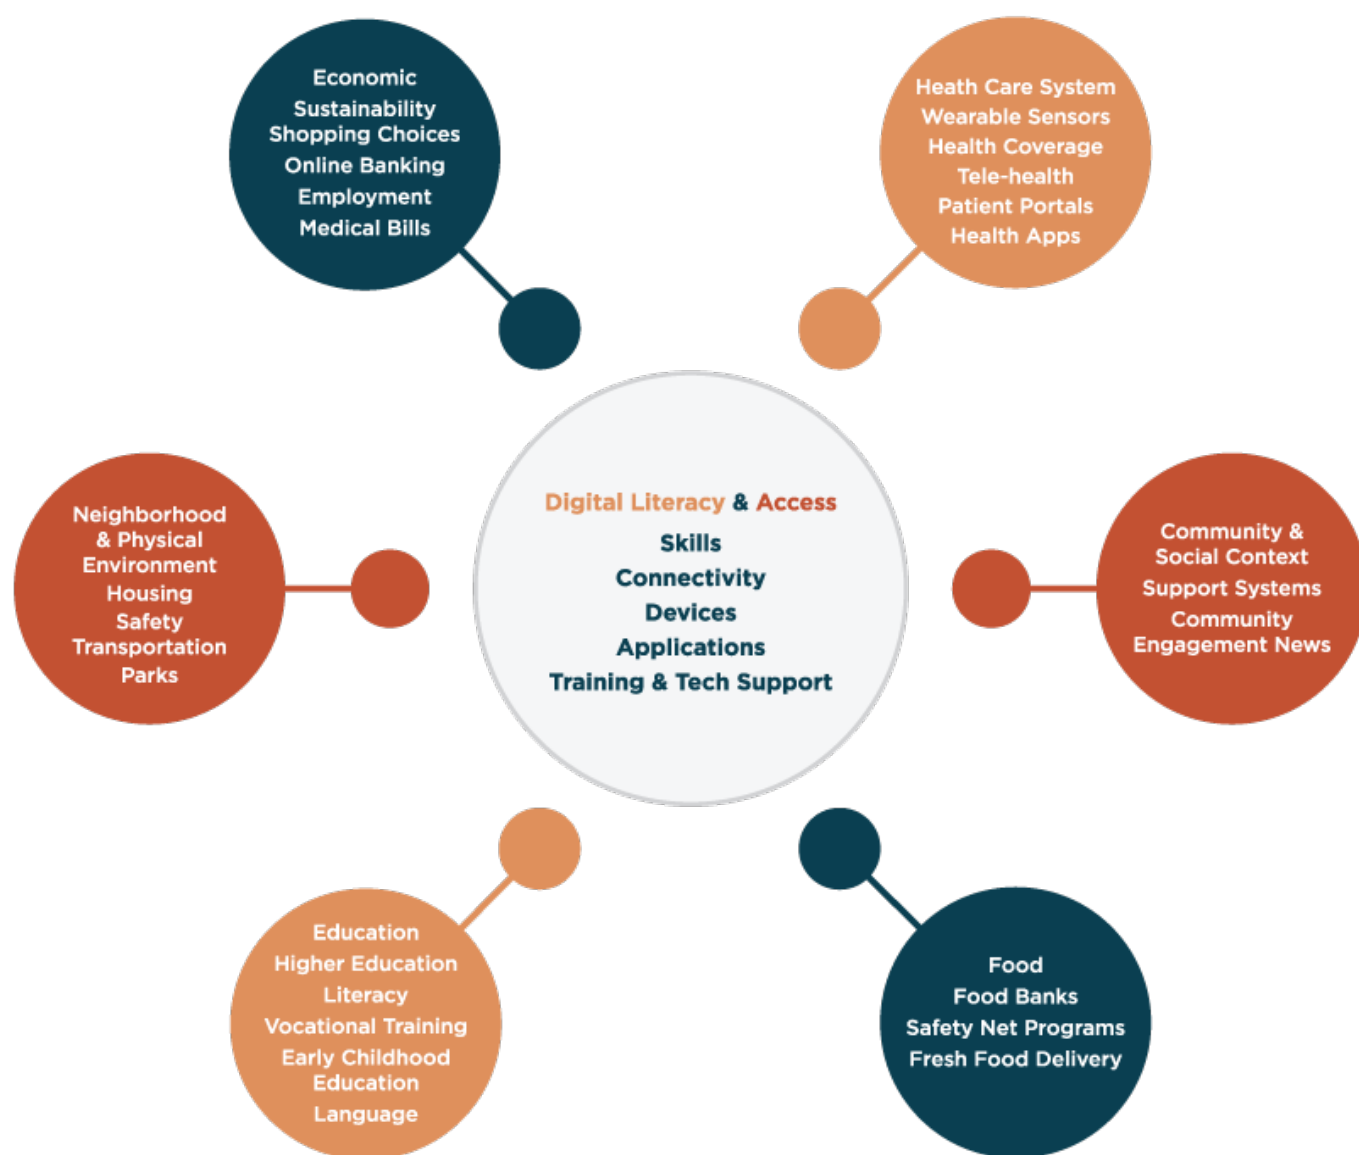 Economic
Sustainability
Shopping Choices
Online Banking
Employment
Medical Bills
Heath Care System
Wearable Sensors
Health Coverage
Tele-health
Patient Portals
Health Apps
Neighborhood
& Physical
Environment
Housing
Safety
Transportation
Parks
Digital Literacy & Access
Skills
Connectivity
Devices
Applications
Training & Tech Support
Community &
Social Context
Support Systems
Community
Engagement News
Education
Higher Education
Literacy
Vocational Training
Early Childhood
Education
Language
Food
Food Banks
Safety Net Programs
Fresh Food Delivery